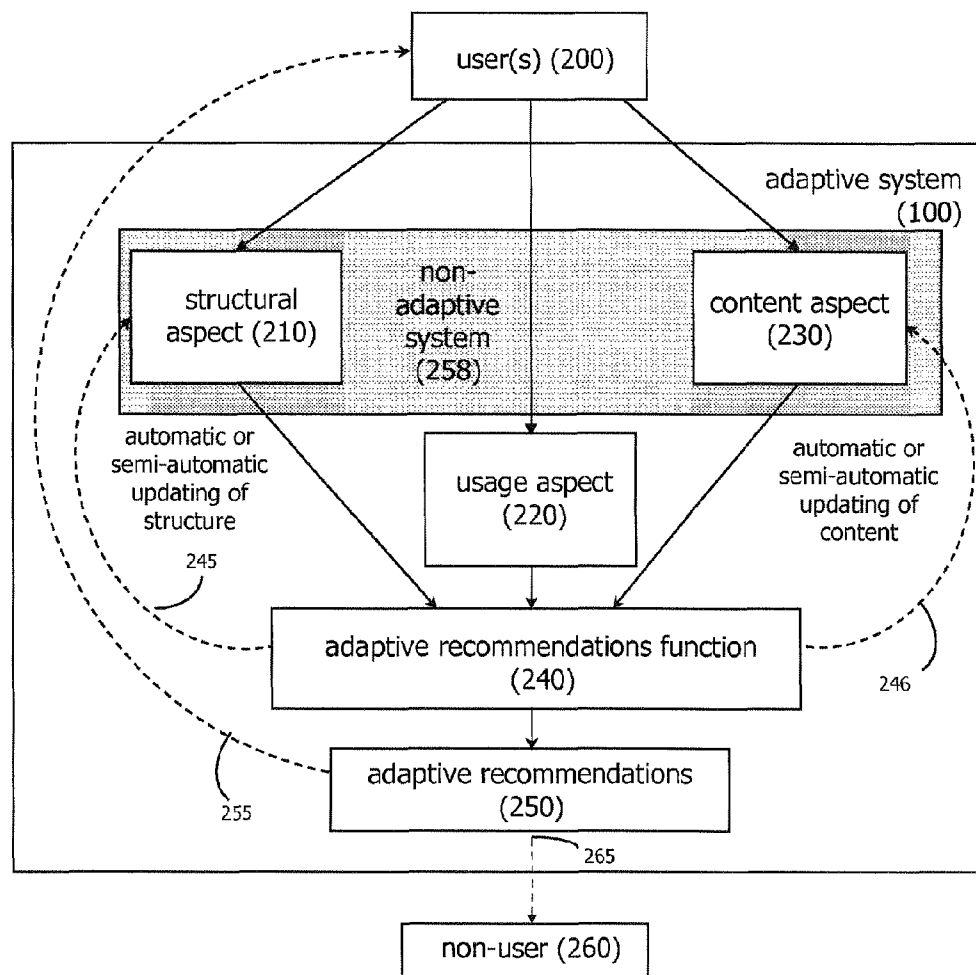 user(s) (200)
adaptive system
(100)
structural
aspect (210)
non-
adaptive
system
(258)
content aspect
(230)
automatic or
semi-automatic
updating of
structure
usage aspect
(220)
automatic or
semi-automatic
updating of
content
245
adaptive recommendations function
(240)
246
adaptive recommendations
(250)
255
265
non-user (260)